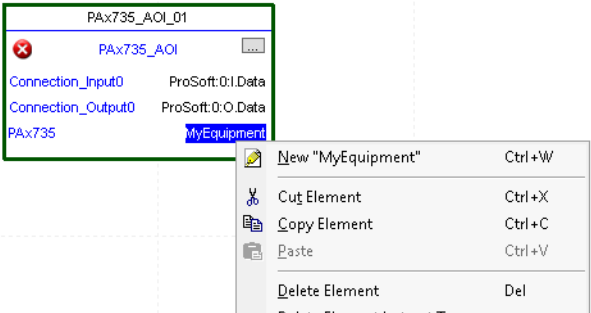 PAx735_AOI_01
PAx735_AOI
...
Connection_Input0 ProSoft:0:I.Data
Connection_Output0 ProSoft:0:O.Data
PAx735 MyEquipment
New "MyEquipment" Ctrl+W
Cut Element Ctrl+X
Copy Element Ctrl+C
Paste Ctrl+V
Delete Element Del